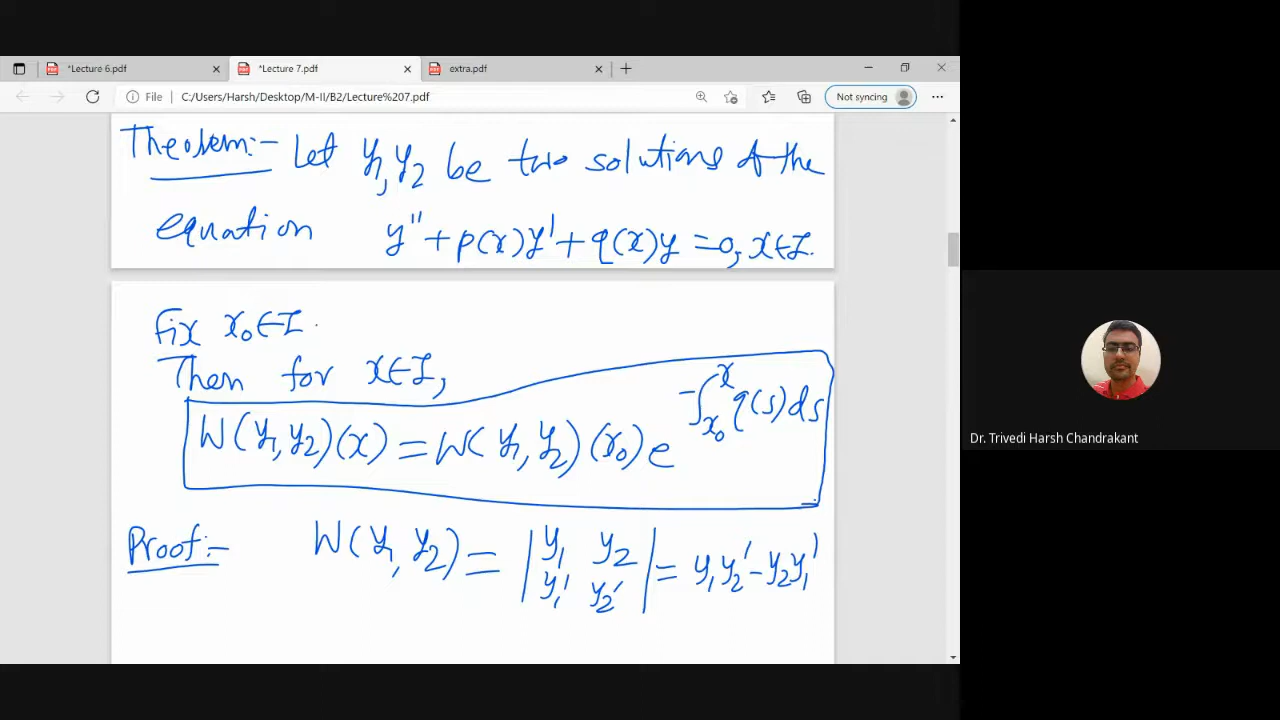 *Lecture 6.pdf
*Lecture 7.pdf
extra.pdf
File C:/Users/Harsh/Desktop/M-II/B2/Lecture%207.pdf
Not syncing
Theorem:- Let y₁, y₂ be two solutions of the
equation y'' + p(x)y' + q(x)y = 0, x∈I.
Fix x₀∈I.
Then for x∈I,
W(y₁, y₂)(x) = W(y₁, y₂)(x₀) e^{-∫_{x₀}^{x} q(s)ds}
Proof:- W(y₁, y₂) = |y₁ y₂; y₁' y₂'| = y₁y₂' - y₂y₁'
Dr. Trivedi Harsh Chandrakant